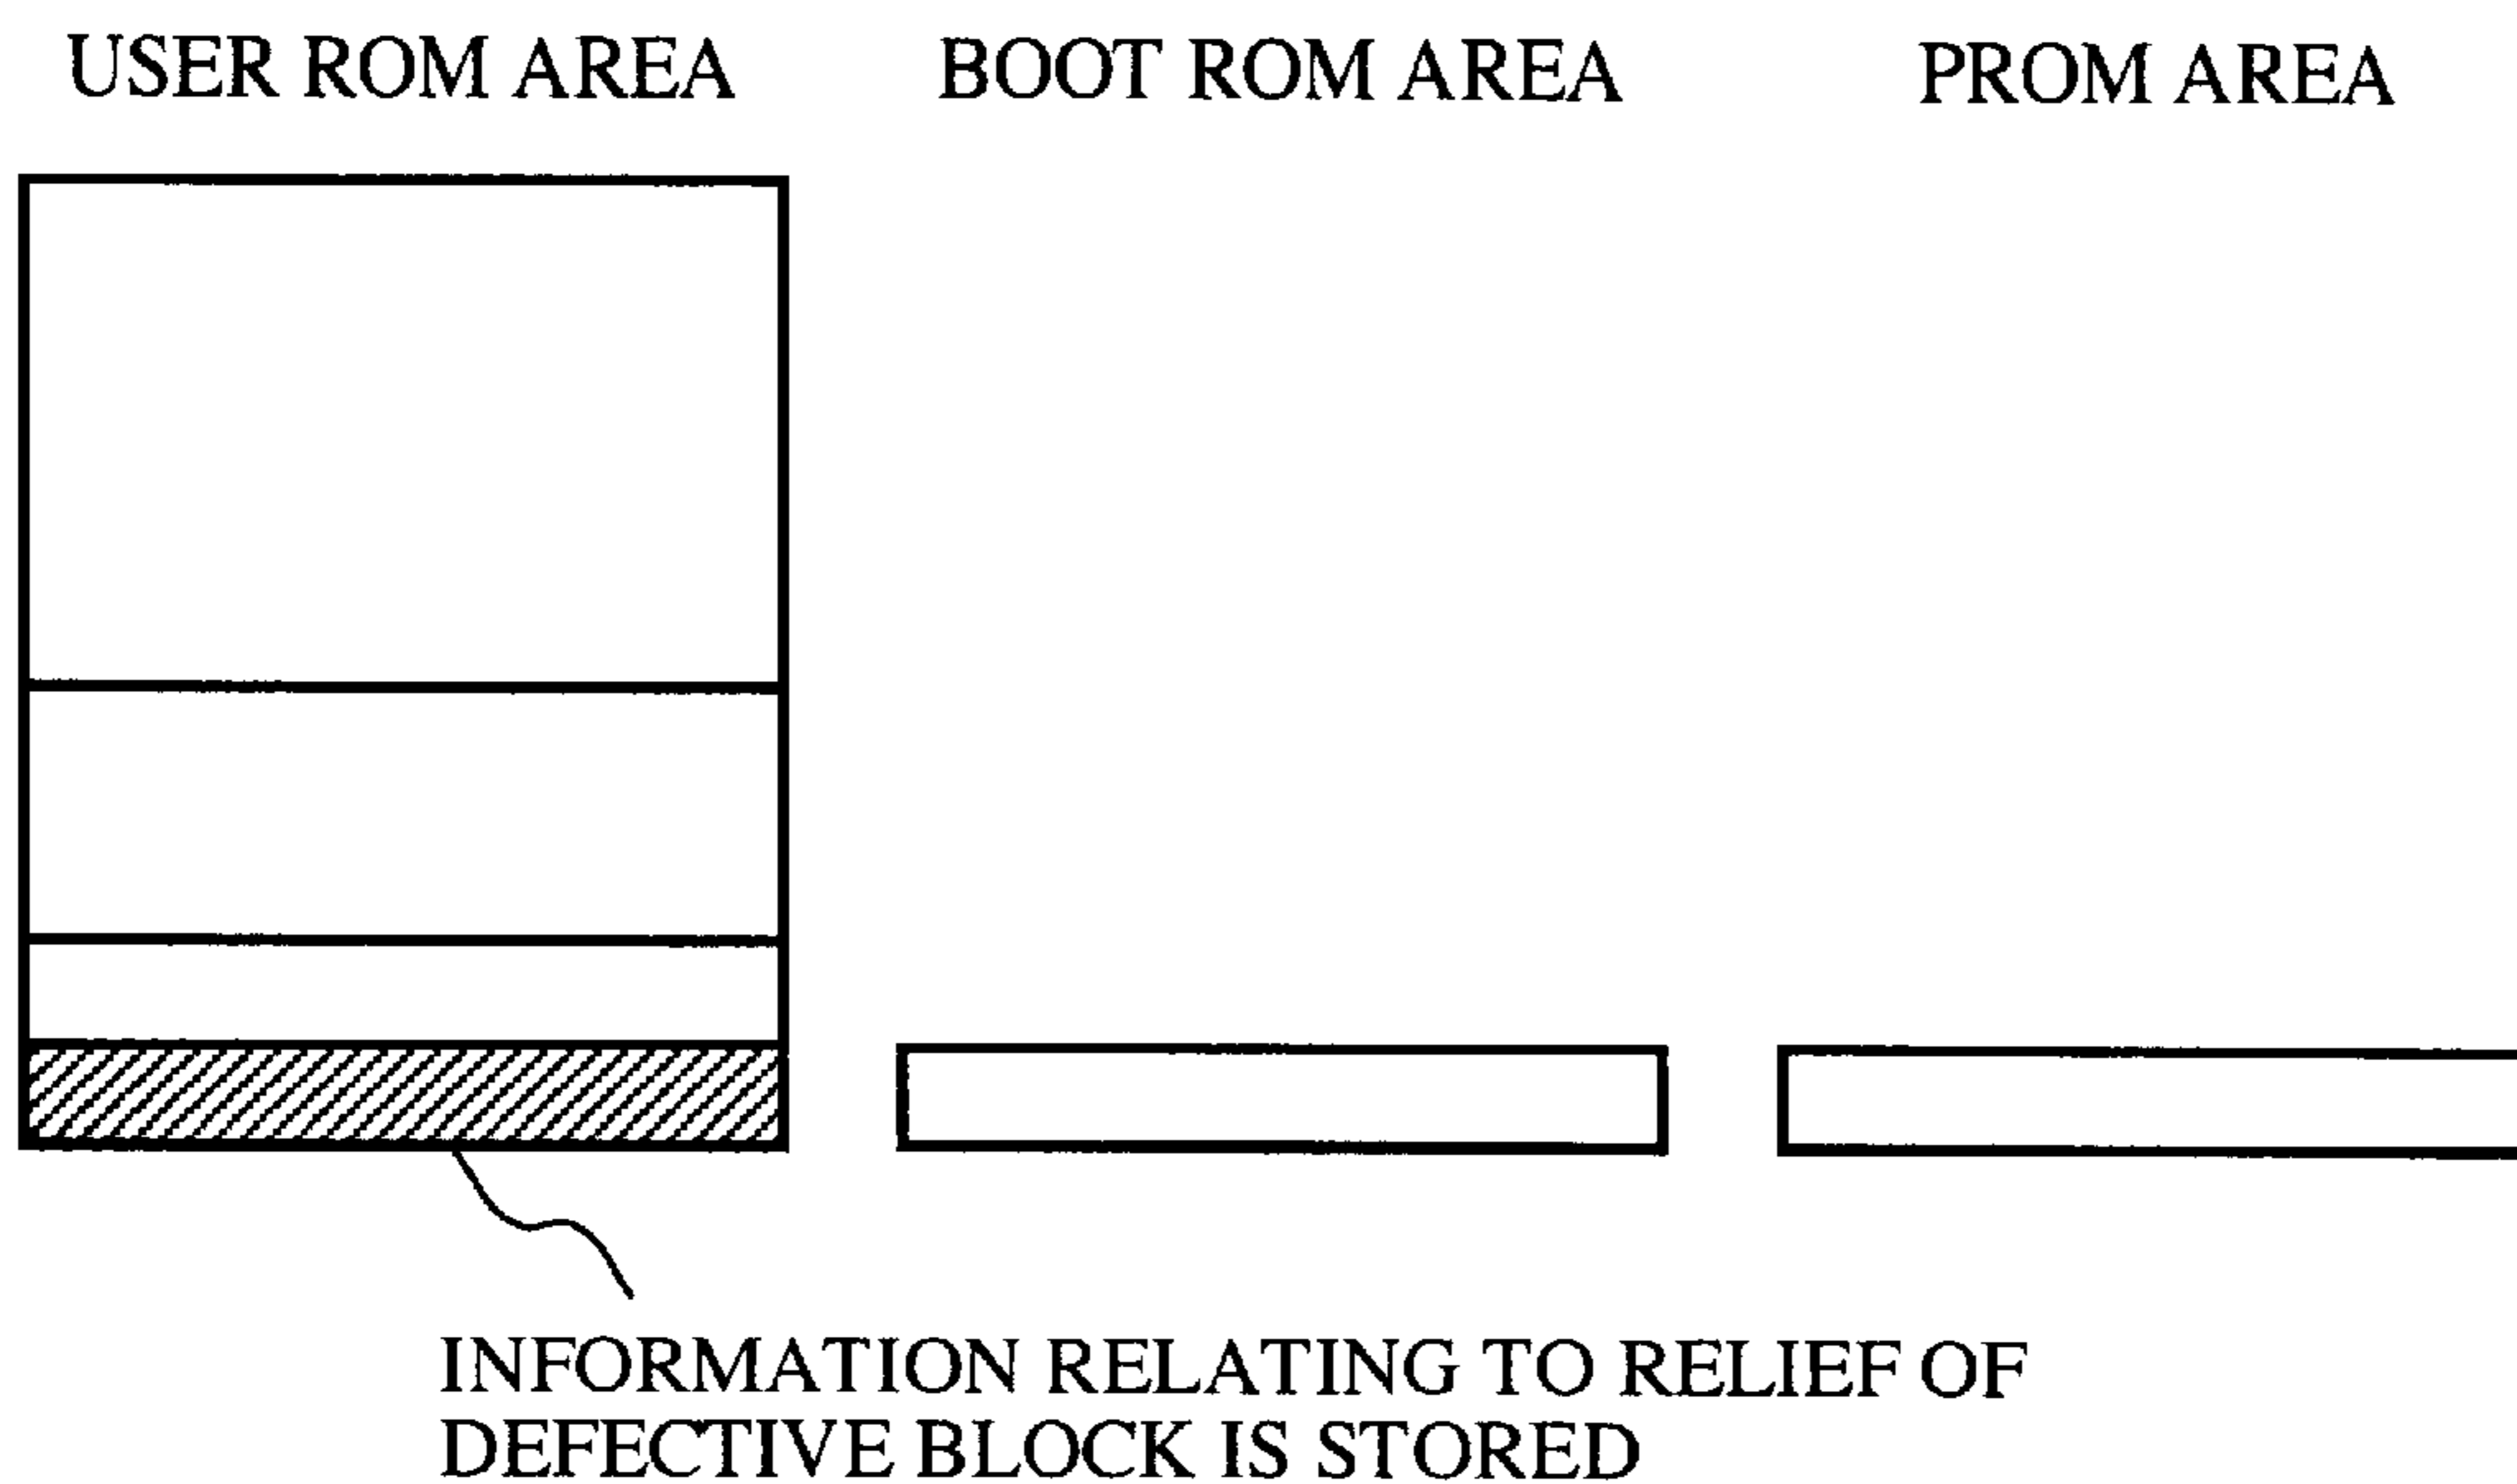 USER ROM AREA
BOOT ROM AREA
PROM AREA
INFORMATION RELATING TO RELIEF OF
DEFECTIVE BLOCK IS STORED